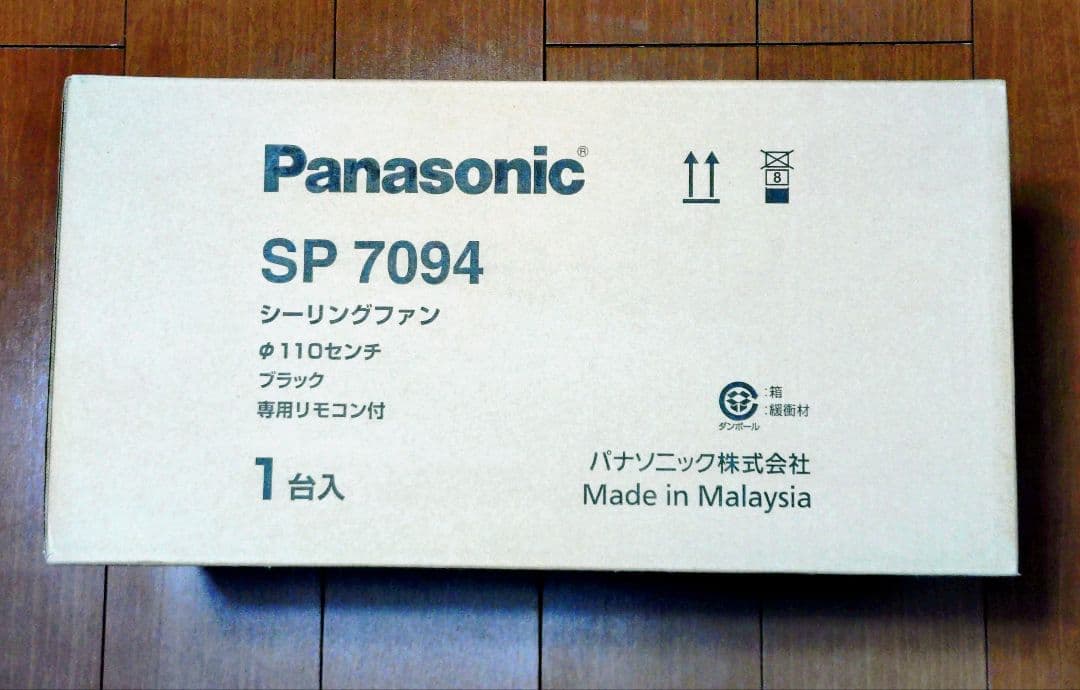 Panasonic®
8
SP 7094
シーリングファン
φ110センチ
ブラック
専用リモコン付
:箱
:緩衝材
ダンボール
1台入
パナソニック株式会社
Made in Malaysia